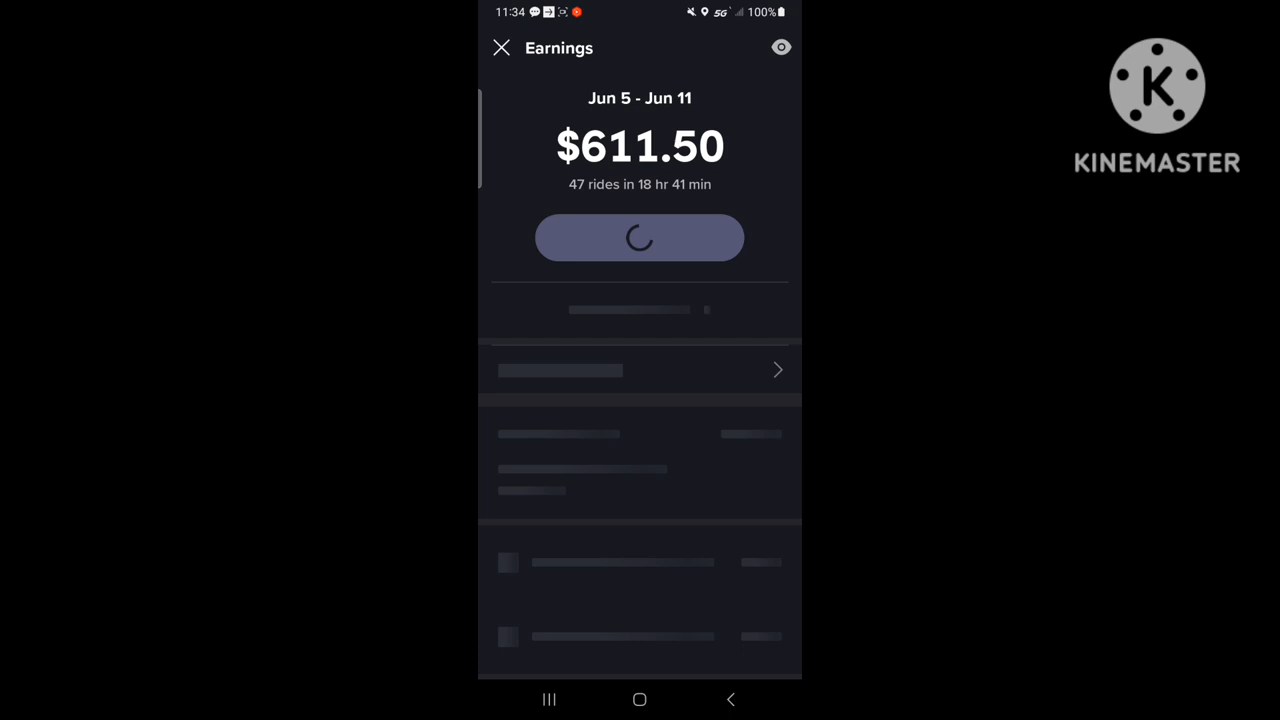 11:34
5G
100%
Earnings
Jun 5 - Jun 11
$611.50
47 rides in 18 hr 41 min
K
KINEMASTER